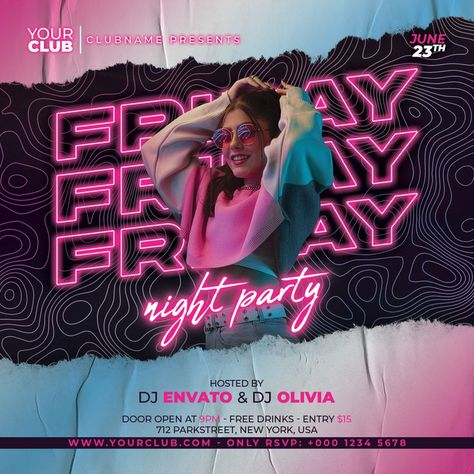 YOUR CLUB
CLUBNAME PRESENTS
JUNE
23TH
FRIDAY
FRIDAY
FRIDAY
night party
HOSTED BY
DJ ENVATO & DJ OLIVIA
DOOR OPEN AT 9PM - FREE DRINKS - ENTRY $15
712 PARKSTREET, NEW YORK, USA
WWW.YOURCLUB.COM - ONLY RSVP: +000 1234 5678